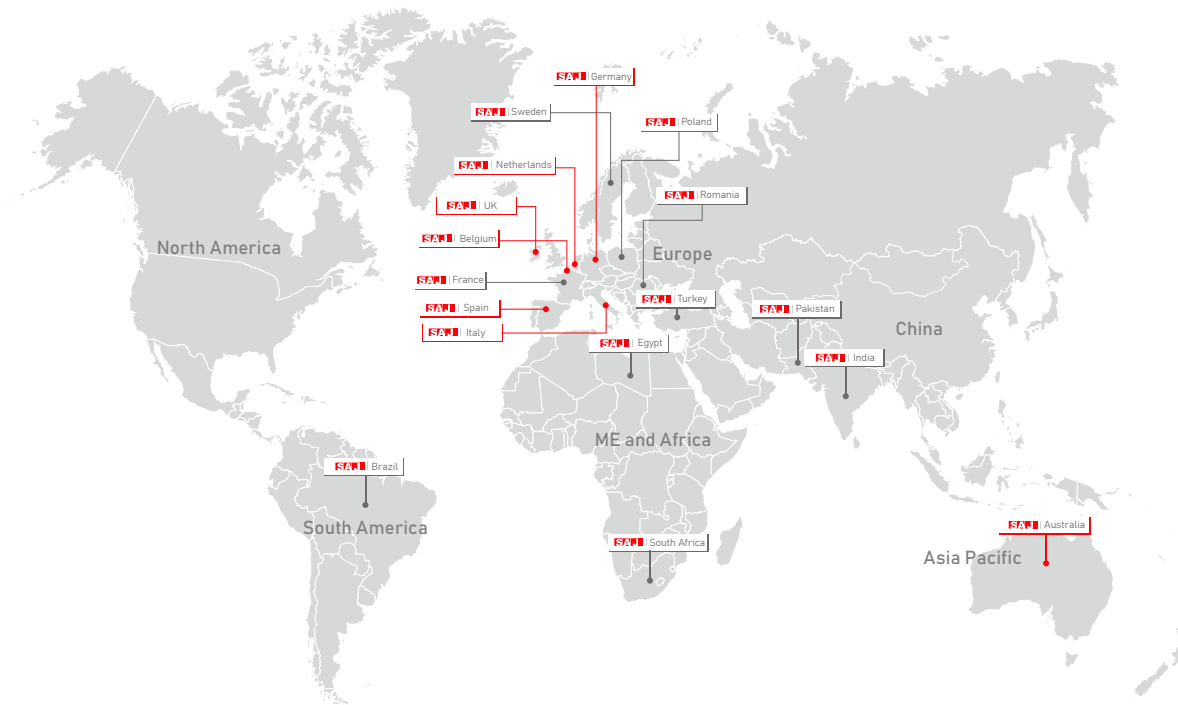 SAJ | Germany
SAJ | Sweden
SAJ | Poland
SAJ | Netherlands
SAJ | Romania
SAJ | UK
SAJ | Belgium
North America
Europe
SAJ | France
SAJ | Turkey
SAJ | Spain
SAJ | Pakistan
SAJ | Italy
China
SAJ | Egypt
SAJ | India
ME and Africa
SAJ | Brazil
South America
SAJ | Australia
SAJ | South Africa
Asia Pacific